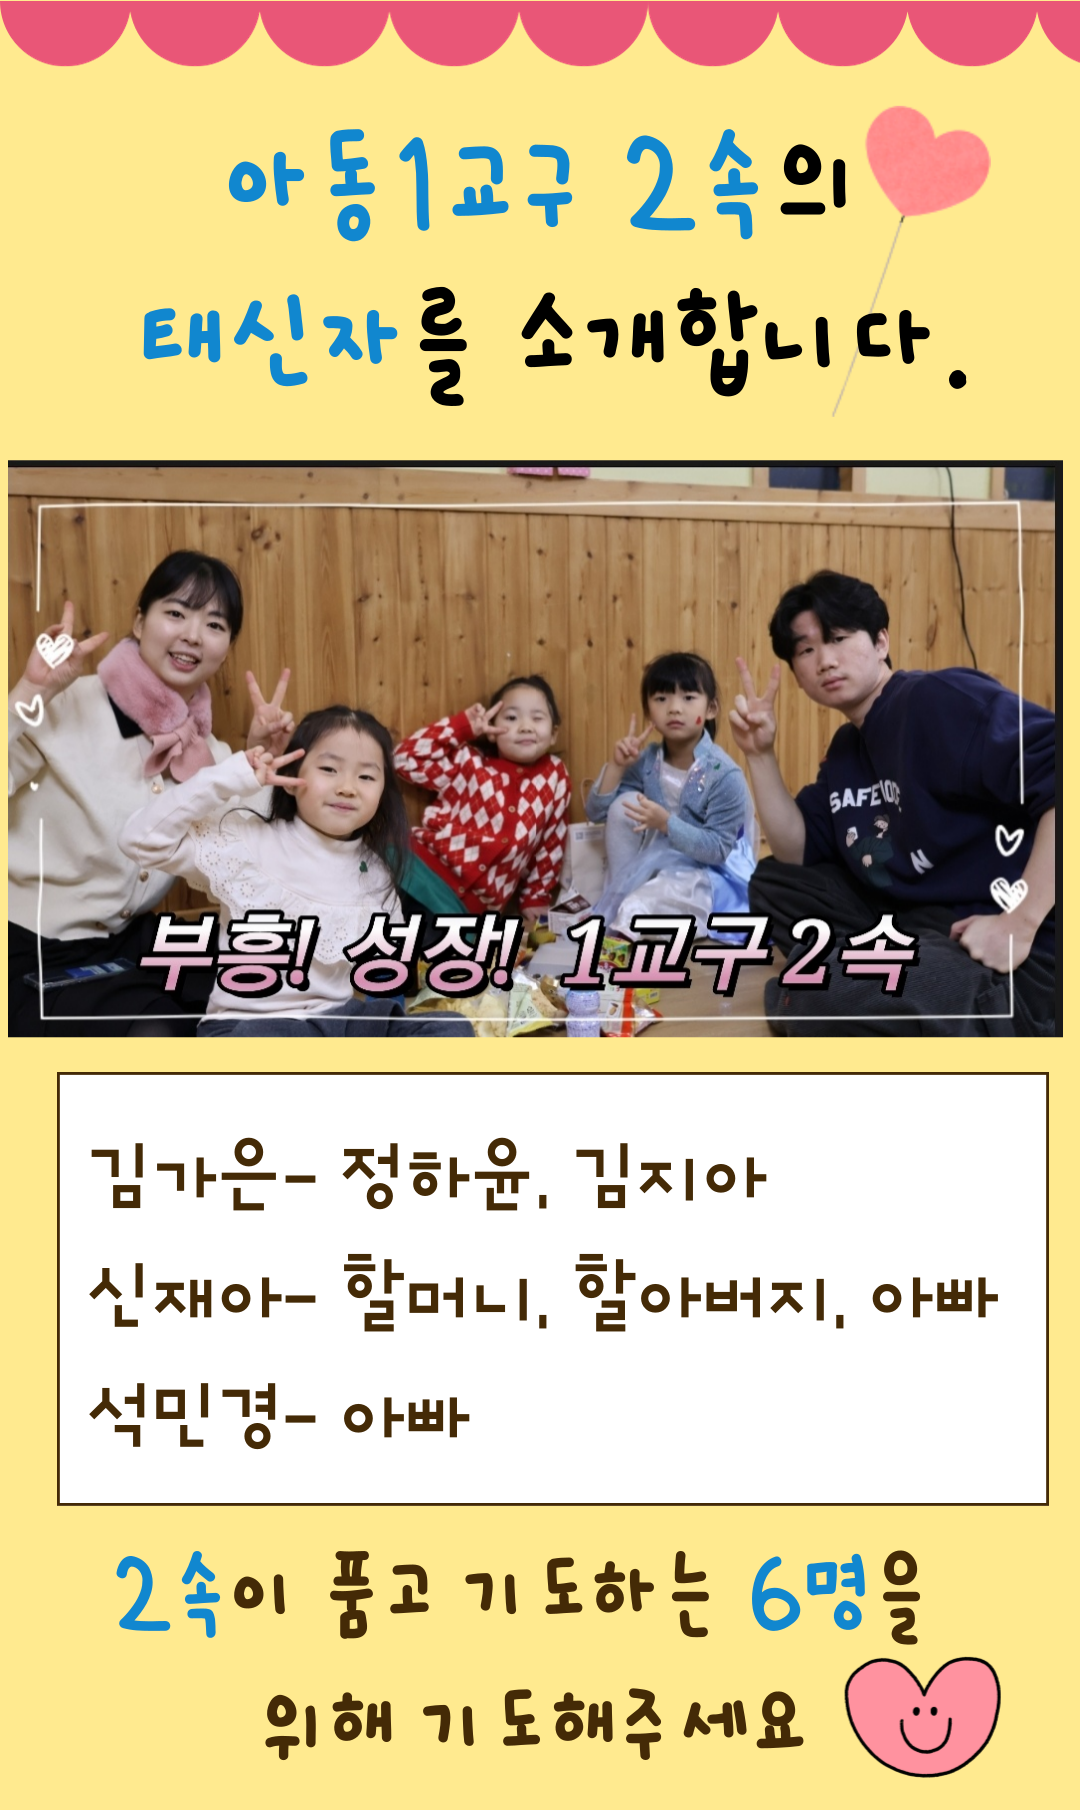 아동1교구 2속의
태신자를 소개합니다.
SAFE
N
부흥! 성장! 1교구 2속
김가은- 정하윤, 김지아
신재아- 할머니, 할아버지, 아빠
석민경- 아빠
2속이 품고 기도하는 6명을
위해 기도해주세요